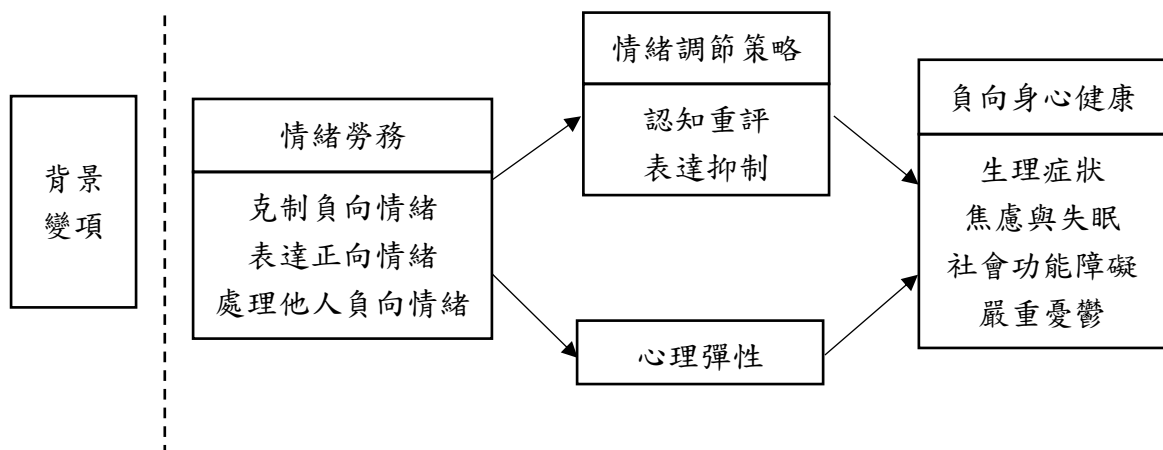 背景
變項
情緒勞務
克制負向情緒
表達正向情緒
處理他人負向情緒
情緒調節策略
認知重評
表達抑制
心理彈性
負向身心健康
生理症狀
焦慮與失眠
社會功能障礙
嚴重憂鬱